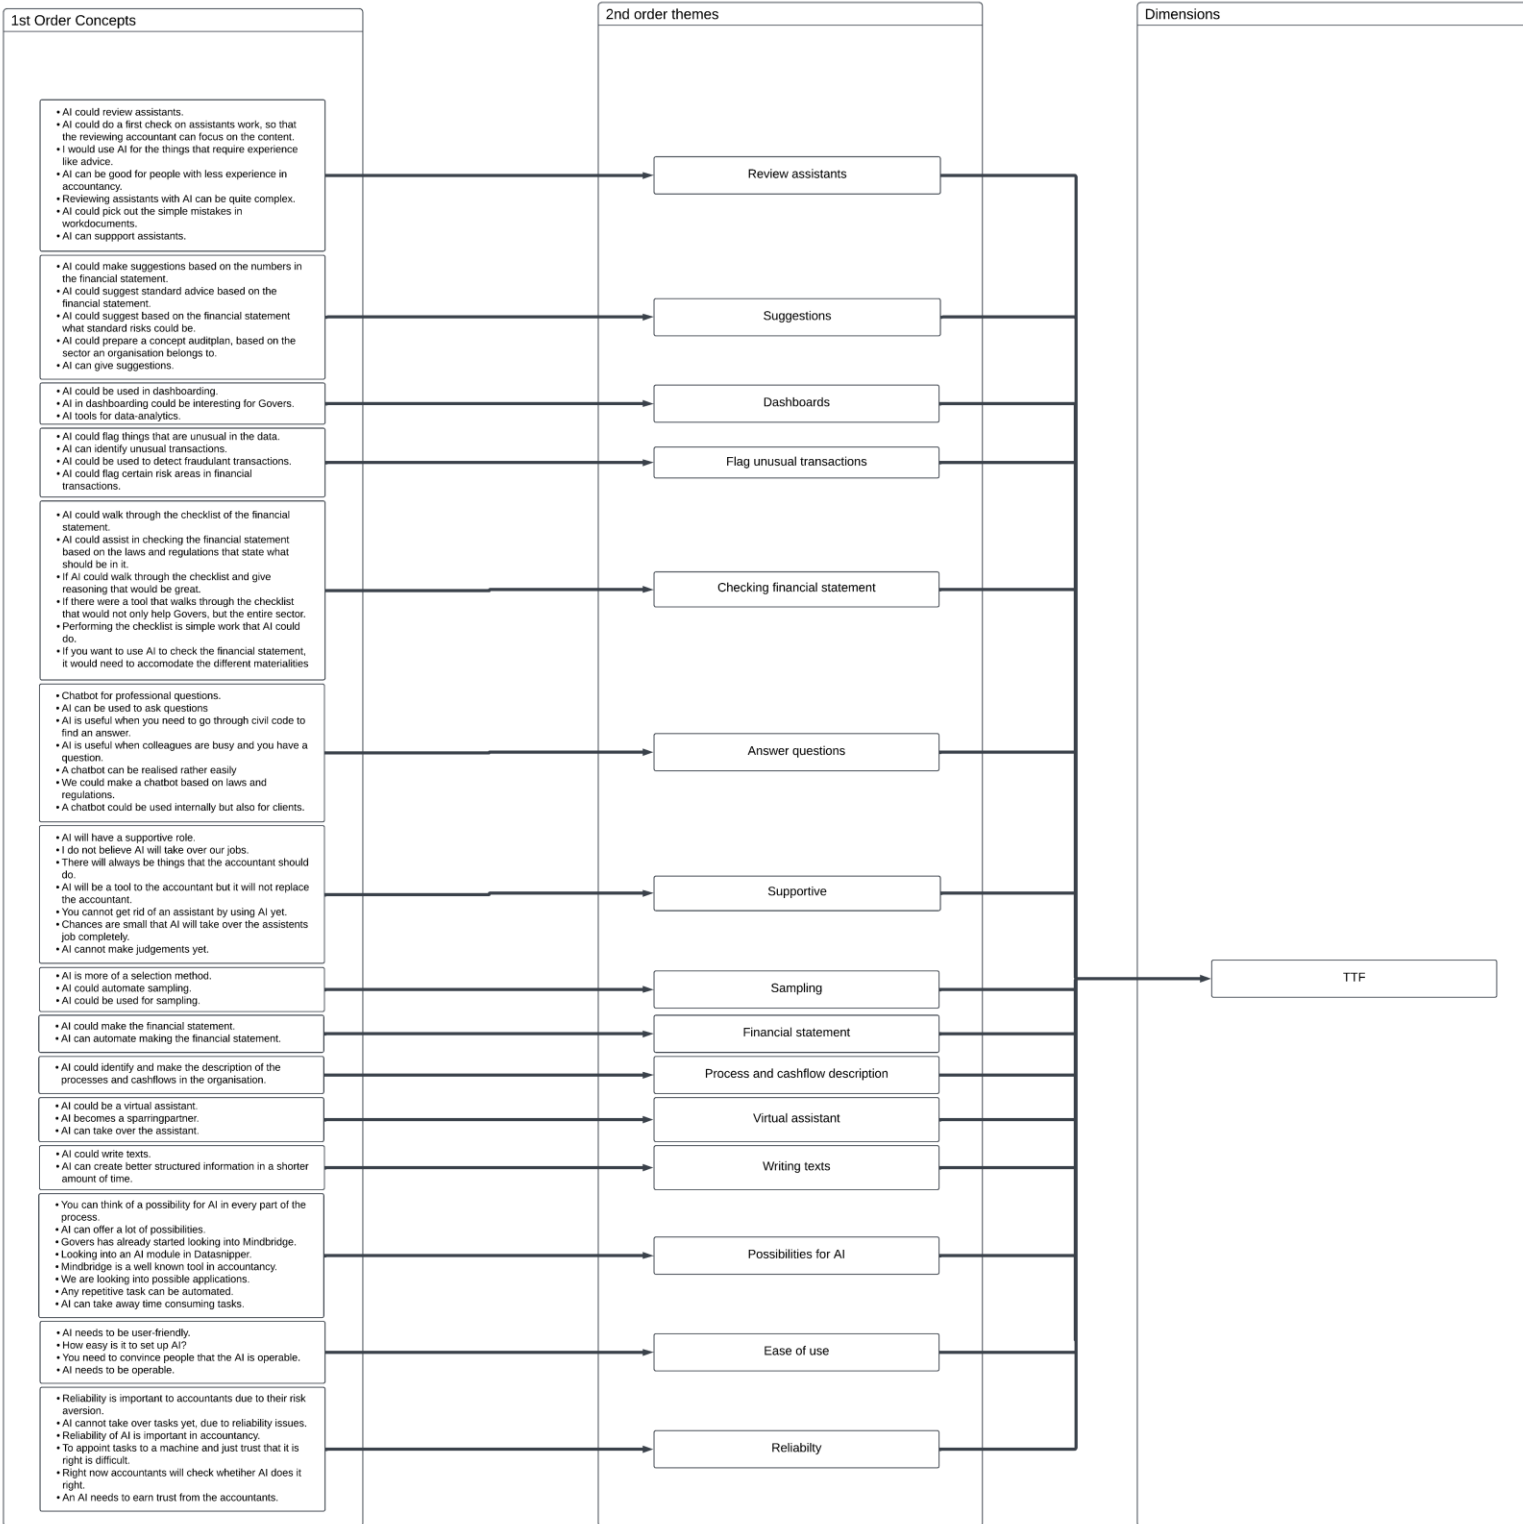 1st Order Concepts
2nd order themes
Dimensions
• AI could review assistants.
• AI could do a first check on assistants work, so that
the reviewing accountant can focus on the content.
• I would use AI for the things that require experience
like advice.
• AI can be good for people with less experience in
accountancy.
• Reviewing assistants with AI can be quite complex.
• AI could pick out the simple mistakes in
workdocuments.
• AI can suppport assistants.
Review assistants
• AI could make suggestions based on the numbers in
the financial statement.
• AI could suggest standard advice based on the
financial statement.
• AI could suggest based on the financial statement
what standard risks could be.
• AI could prepare a concept auditplan, based on the
sector an organisation belongs to.
• AI can give suggestions.
Suggestions
• AI could be used in dashboarding.
• AI in dashboarding could be interesting for Govers.
• AI tools for data-analytics.
Dashboards
• AI could flag things that are unusual in the data.
• AI can identify unusual transactions.
• AI could be used to detect fraudulant transactions.
• AI could flag certain risk areas in financial
transactions.
Flag unusual transactions
• AI could walk through the checklist of the financial
statement.
• AI could assist in checking the financial statement
based on the laws and regulations that state what
should be in it.
• If AI could walk through the checklist and give
reasoning that would be great.
• If there were a tool that walks through the checklist
that would not only help Govers, but the entire sector.
• Performing the checklist is simple work that AI could
do.
• If you want to use AI to check the financial statement,
it would need to accomodate the different materialities
Checking financial statement
• Chatbot for professional questions.
• AI can be used to ask questions
• AI is useful when you need to go through civil code to
find an answer.
• AI is useful when colleagues are busy and you have a
question.
• A chatbot can be realised rather easily
• We could make a chatbot based on laws and
regulations.
• A chatbot could be used internally but also for clients.
Answer questions
• AI will have a supportive role.
• I do not believe AI will take over our jobs.
• There will always be things that the accountant should
do.
• AI will be a tool to the accountant but it will not replace
the accountant.
• You cannot get rid of an assistant by using AI yet.
• Chances are small that AI will take over the assistents
job completely.
• AI cannot make judgements yet.
Supportive
• AI is more of a selection method.
• AI could automate sampling.
• AI could be used for sampling.
Sampling
TTF
• AI could make the financial statement.
• AI can automate making the financial statement.
Financial statement
• AI could identify and make the description of the
processes and cashflows in the organisation.
Process and cashflow description
• AI could be a virtual assistant.
• AI becomes a sparringpartner.
• AI can take over the assistant.
Virtual assistant
• AI could write texts.
• AI can create better structured information in a shorter
amount of time.
Writing texts
• You can think of a possibility for AI in every part of the
process.
• AI can offer a lot of possibilities.
• Govers has already started looking into Mindbridge.
• Looking into an AI module in Datasnipper.
• Mindbridge is a well known tool in accountancy.
• We are looking into possible applications.
• Any repetitive task can be automated.
• AI can take away time consuming tasks.
Possibilities for AI
• AI needs to be user-friendly.
• How easy is it to set up AI?
• You need to convince people that the AI is operable.
• AI needs to be operable.
Ease of use
• Reliability is important to accountants due to their risk
aversion.
• AI cannot take over tasks yet, due to reliability issues.
• Reliability of AI is important in accountancy.
• To appoint tasks to a machine and just trust that it is
right is difficult.
• Right now accountants will check whetiher AI does it
right.
• An AI needs to earn trust from the accountants.
Reliabilty